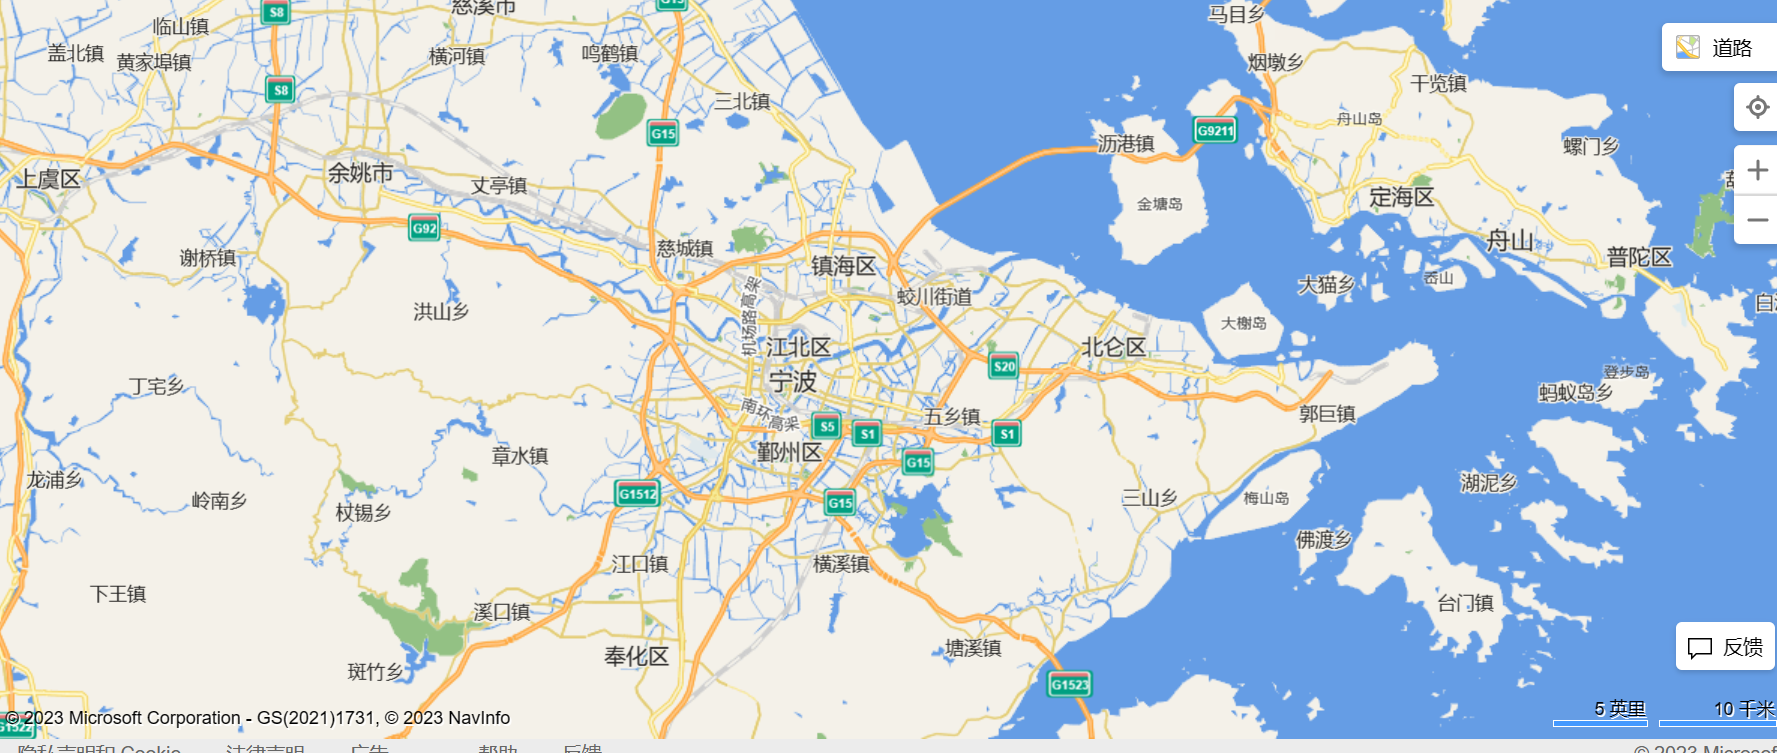 慈溪市
S8
G15
马目乡
临山镇
盖北镇
黄家埠镇
横河镇
鸣鹤镇
道路
烟墩乡
干览镇
S8
三北镇
G15
舟山岛
G9211
沥港镇
螺门乡
上虞区
余姚市
丈亭镇
定海区
金塘岛
G92
慈城镇
舟山
普陀区
谢桥镇
镇海区
大猫乡
岙山
机场路高架
蛟川街道
洪山乡
大榭岛
江北区
北仑区
宁波
S20
登步岛
丁宅乡
蚂蚁岛乡
南环高架
五乡镇
郭巨镇
S5
S1
S1
鄞州区
章水镇
G15
龙浦乡
湖泥乡
岭南乡
G1512
G15
三山乡
梅山岛
杖锡乡
佛渡乡
江口镇
横溪镇
下王镇
溪口镇
台门镇
塘溪镇
奉化区
反馈
斑竹乡
G1523
5 英里
10 千米
© 2023 Microsoft Corporation - GS(2021)1731, © 2023 NavInfo
G1522
隐私声明和 Cookie
法律声明
广告
帮助
反馈
© 2023 Microsoft